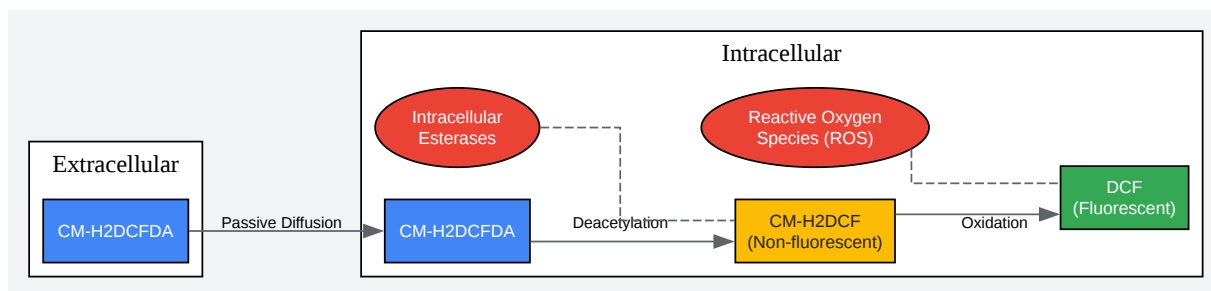 Intracellular
Intracellular
Esterases
Reactive Oxygen
Species (ROS)
Extracellular
CM-H2DCFDA
Passive Diffusion
CM-H2DCFDA
Deacetylation
CM-H2DCF
(Non-fluorescent)
Oxidation
DCF
(Fluorescent)